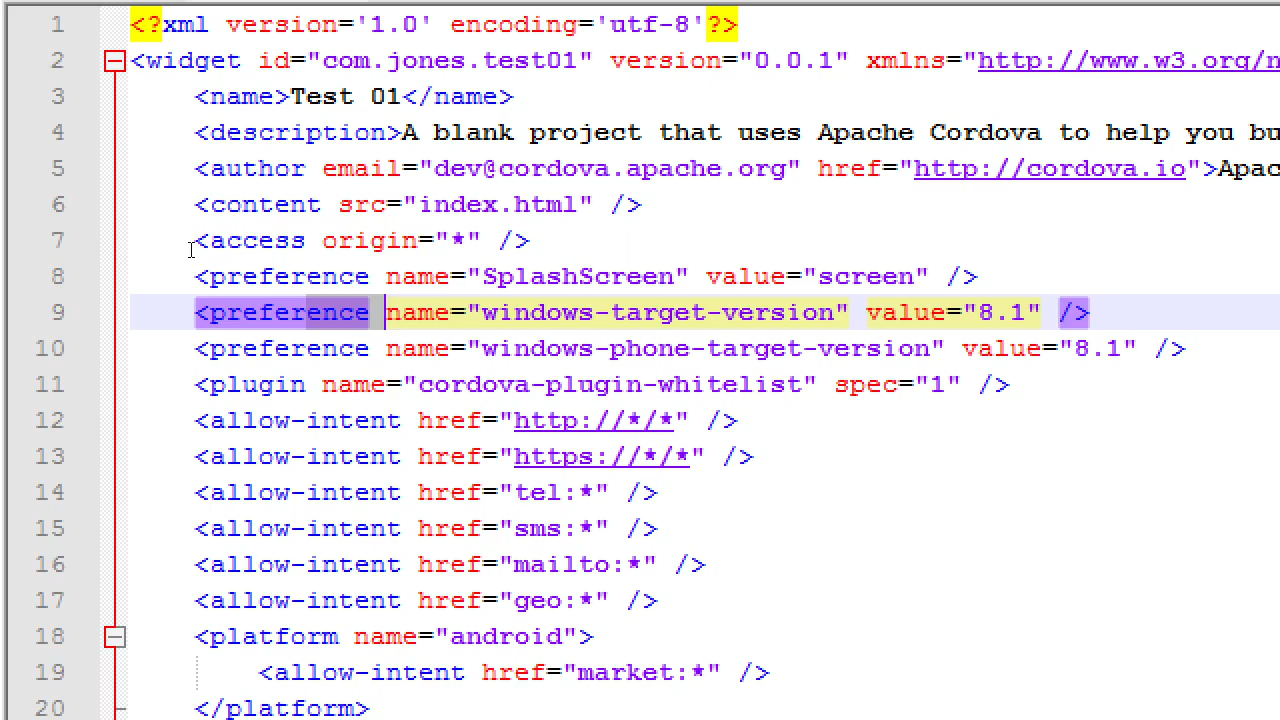 1 <?xml version='1.0' encoding='utf-8'?>
2 <widget id="com.jones.test01" version="0.0.1" xmlns="http://www.w3.org/n
3 <name>Test 01</name>
4 <description>A blank project that uses Apache Cordova to help you bu
5 <author email="dev@cordova.apache.org" href="http://cordova.io">Apac
6 <content src="index.html" />
7 <access origin="*" />
8 <preference name="SplashScreen" value="screen" />
9 <preference name="windows-target-version" value="8.1" />
10 <preference name="windows-phone-target-version" value="8.1" />
11 <plugin name="cordova-plugin-whitelist" spec="1" />
12 <allow-intent href="http://*/*" />
13 <allow-intent href="https://*/*" />
14 <allow-intent href="tel:*" />
15 <allow-intent href="sms:*" />
16 <allow-intent href="mailto:*" />
17 <allow-intent href="geo:*" />
18 <platform name="android">
19 <allow-intent href="market:*" />
20 </platform>